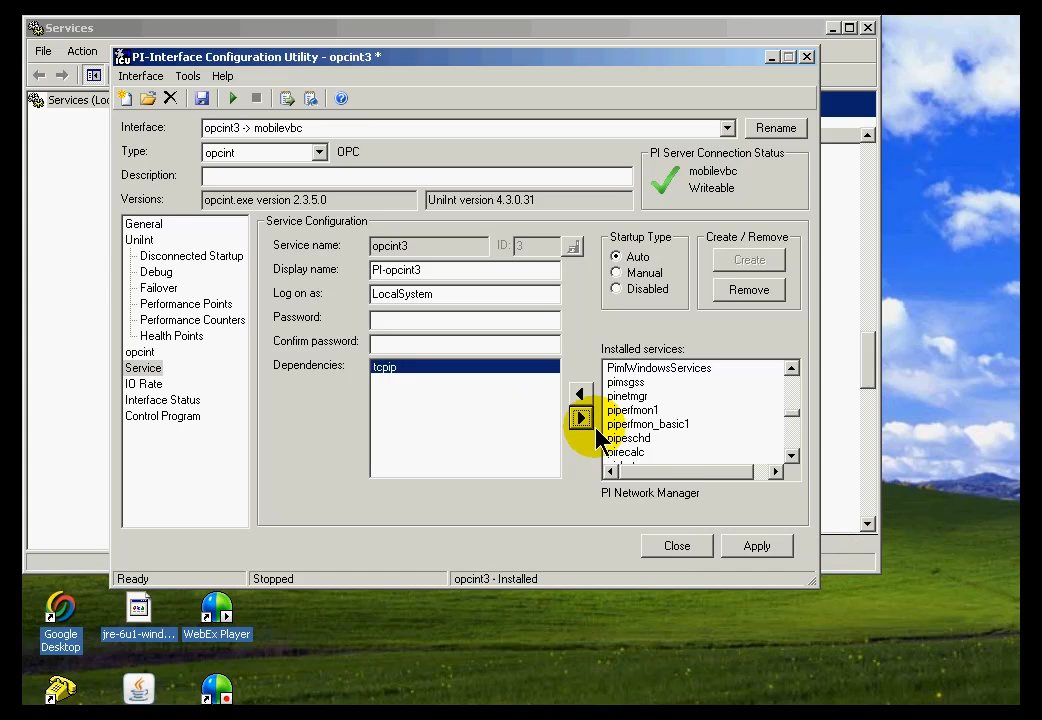 Services
File Action
PI-Interface Configuration Utility - opcint3 *
Interface Tools Help
Services (Loc
Interface: opcint3 -> mobilevbc Rename
Type: opcint OPC
Description:
Versions: opcint.exe version 2.3.5.0 UniInt version 4.3.0.31
PI Server Connection Status
mobilevbc
Writeable
General
UniInt
Disconnected Startup
Debug
Failover
Performance Points
Performance Counters
Health Points
opcint
Service
IO Rate
Interface Status
Control Program
Service Configuration
Service name: opcint3 ID: 3
Display name: PI-opcint3
Log on as: LocalSystem
Password:
Confirm password:
Dependencies: tcpip
Startup Type
Auto
Manual
Disabled
Create / Remove
Create
Remove
Installed services:
PimlWindowsServices
pimsgss
pinetmgr
piperfmon1
piperfmon_basic1
pipeschd
pirecalc
PI Network Manager
Close Apply
Ready Stopped opcint3 - Installed
Google Desktop
jre-6u1-wind...
WebEx Player